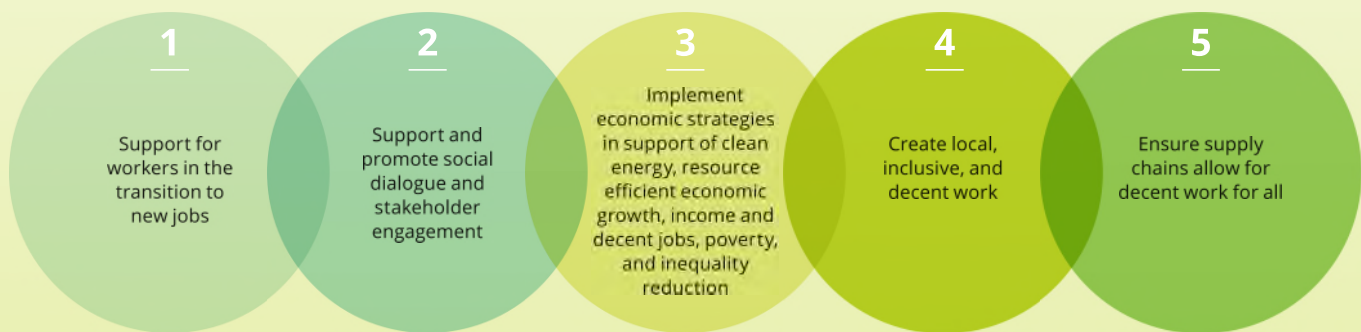 1
Support for
workers in the
transition to
new jobs
2
Support and
promote social
dialogue and
stakeholder
engagement
3
Implement
economic strategies
in support of clean
energy, resource
efficient economic
growth, income and
decent jobs, poverty,
and inequality
reduction
4
Create local,
inclusive, and
decent work
5
Ensure supply
chains allow for
decent work for all